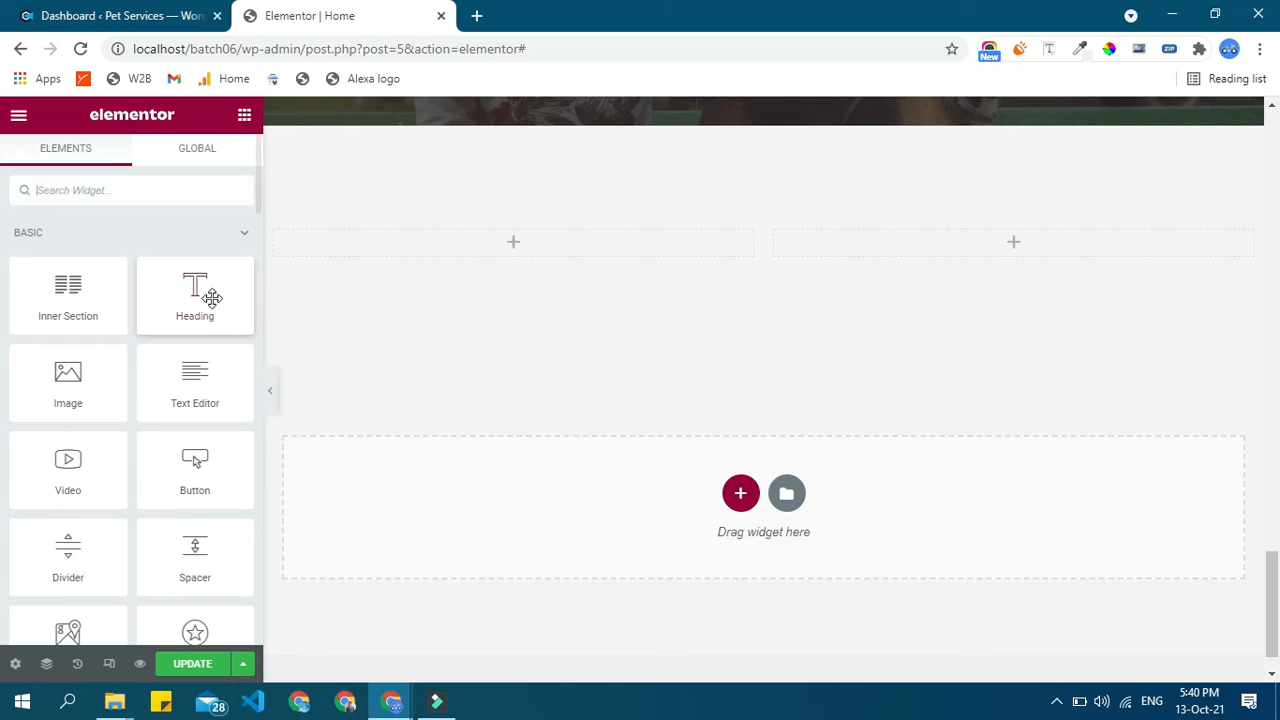 Dashboard ‹ Pet Services — Wor
Elementor | Home
localhost/batch06/wp-admin/post.php?post=5&action=elementor#
New
ZIP
Apps
W2B
Home
Alexa logo
Reading list
elementor
ELEMENTS
GLOBAL
Search Widget...
BASIC
Inner Section
Heading
Image
Text Editor
Video
Button
Divider
Spacer
Drag widget here
UPDATE
28
ENG
5:40 PM
13-Oct-21